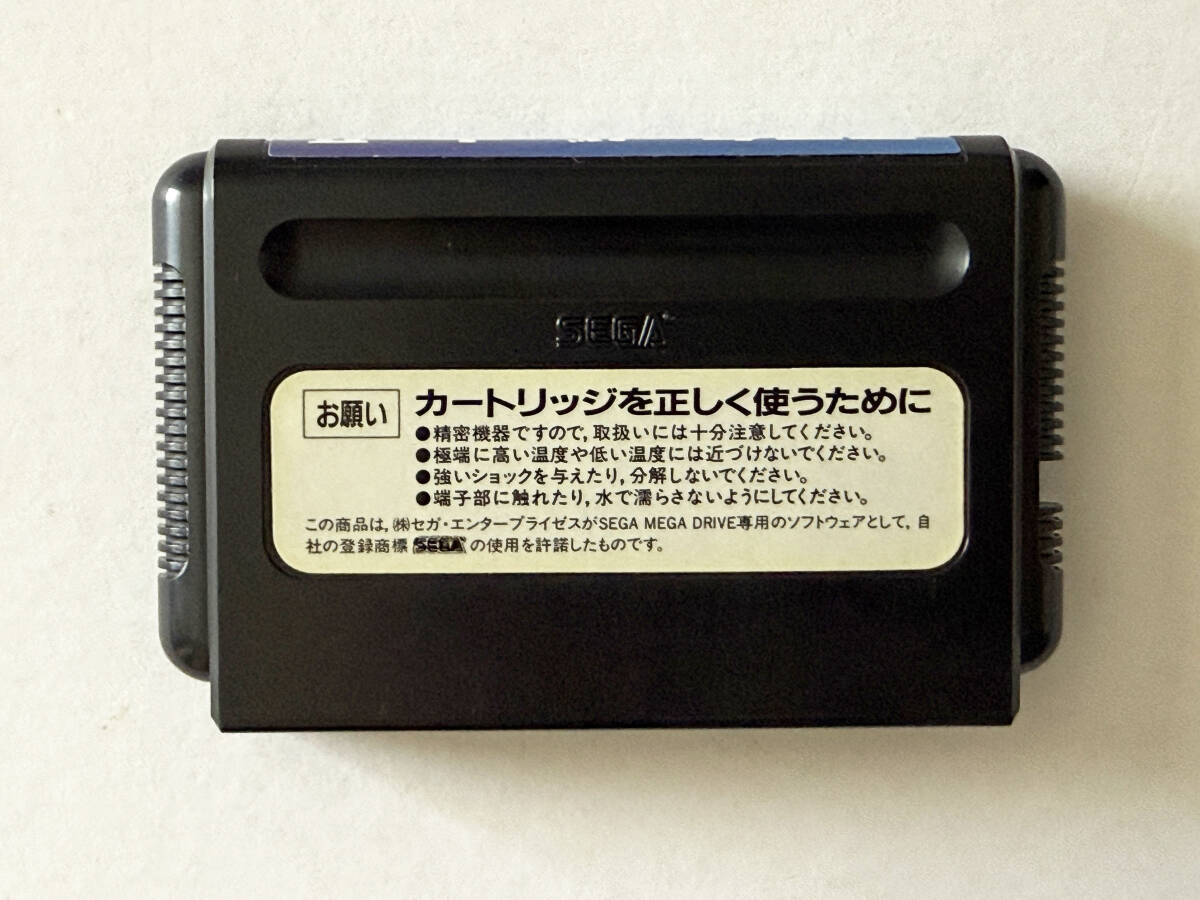 SEGA
お願い
カートリッジを正しく使うために
●精密機器ですので，取扱いには十分注意してください。
●極端に高い温度や低い温度には近づけないでください。
●強いショックを与えたり，分解しないでください。
●端子部に触れたり，水で濡らさないようにしてください。
この商品は，㈱セガ・エンタープライゼスがSEGA MEGA DRIVE専用のソフトウェアとして，自
社の登録商標 SEGA の使用を許諾したものです。